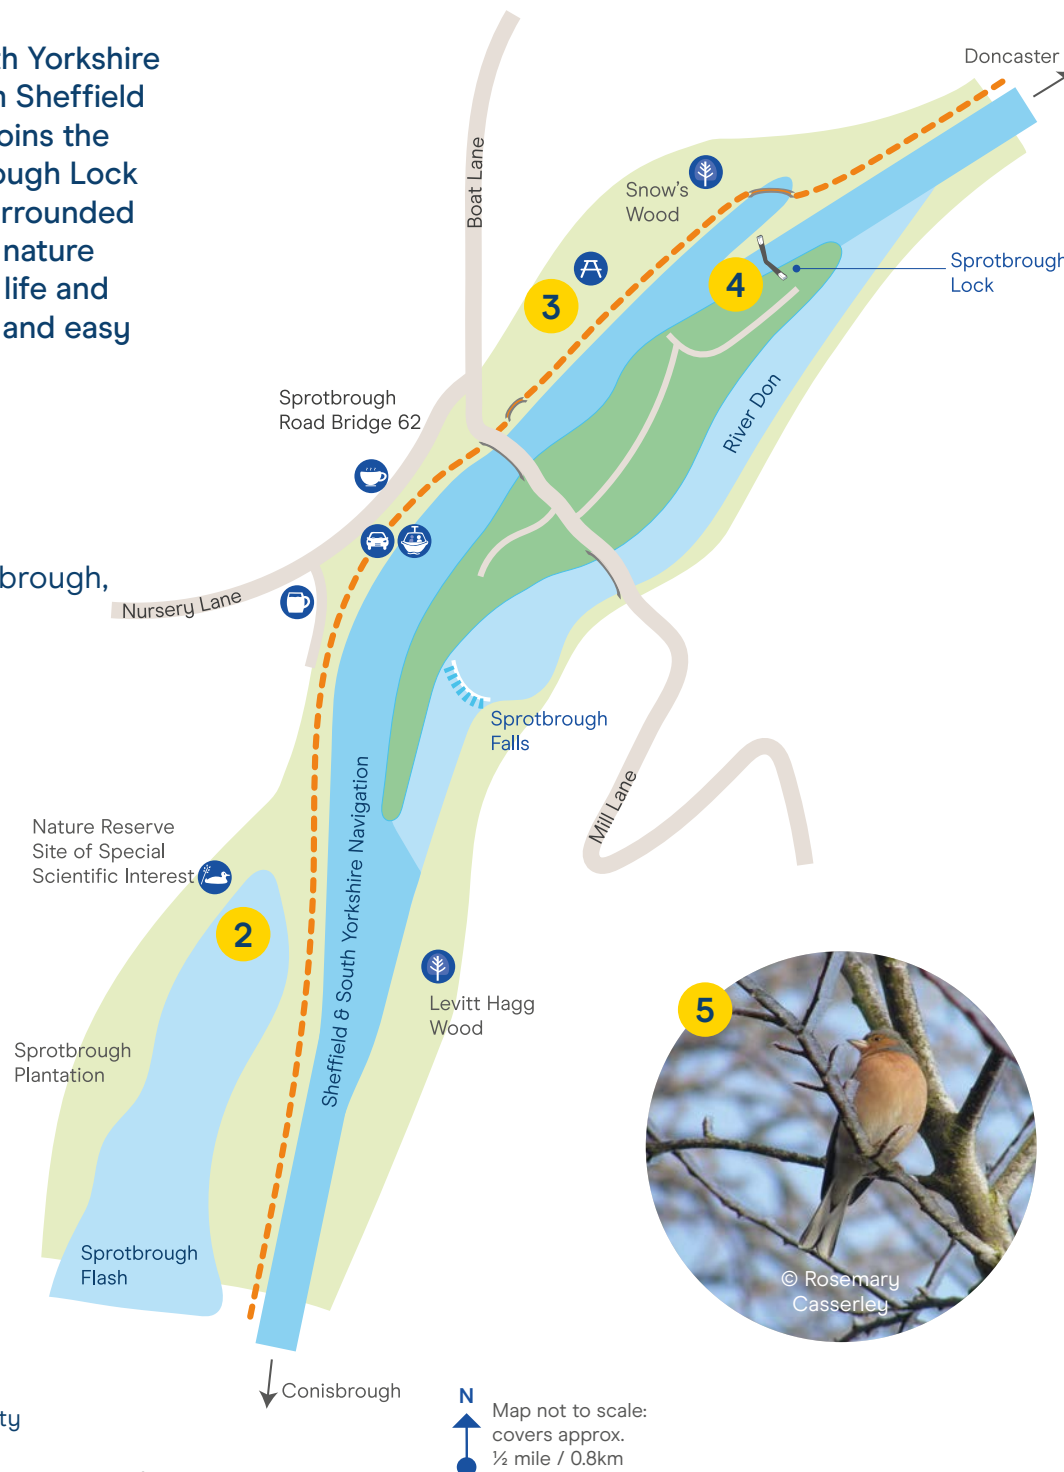 th Yorkshire
n Sheffield
oins the
ough Lock
urrounded
nature
life and
and easy
brough,
Doncaster
Boat Lane
Snow's
Wood
3
4
Sprotbrough
Lock
River Don
Sprotbrough
Road Bridge 62
Nursery Lane
Sprotbrough
Falls
Mill Lane
Sheffield & South Yorkshire Navigation
Nature Reserve
Site of Special
Scientific Interest
2
Levitt Hagg
Wood
Sprotbrough
Plantation
Sprotbrough
Flash
5
© Rosemary
Casserley
Conisbrough
ty
N
Map not to scale:
covers approx.
½ mile / 0.8km